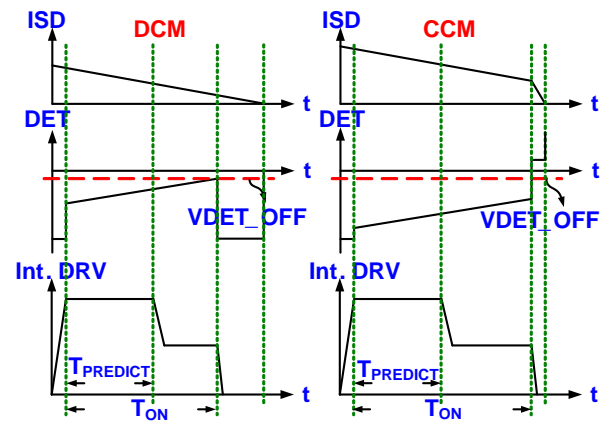 ISD DCM
t
DET
t
VDET_OFF
Int. DRV
TPREDICT
TON
t
ISD CCM
t
DET
t
VDET_OFF
Int. DRV
TPREDICT
TON
t